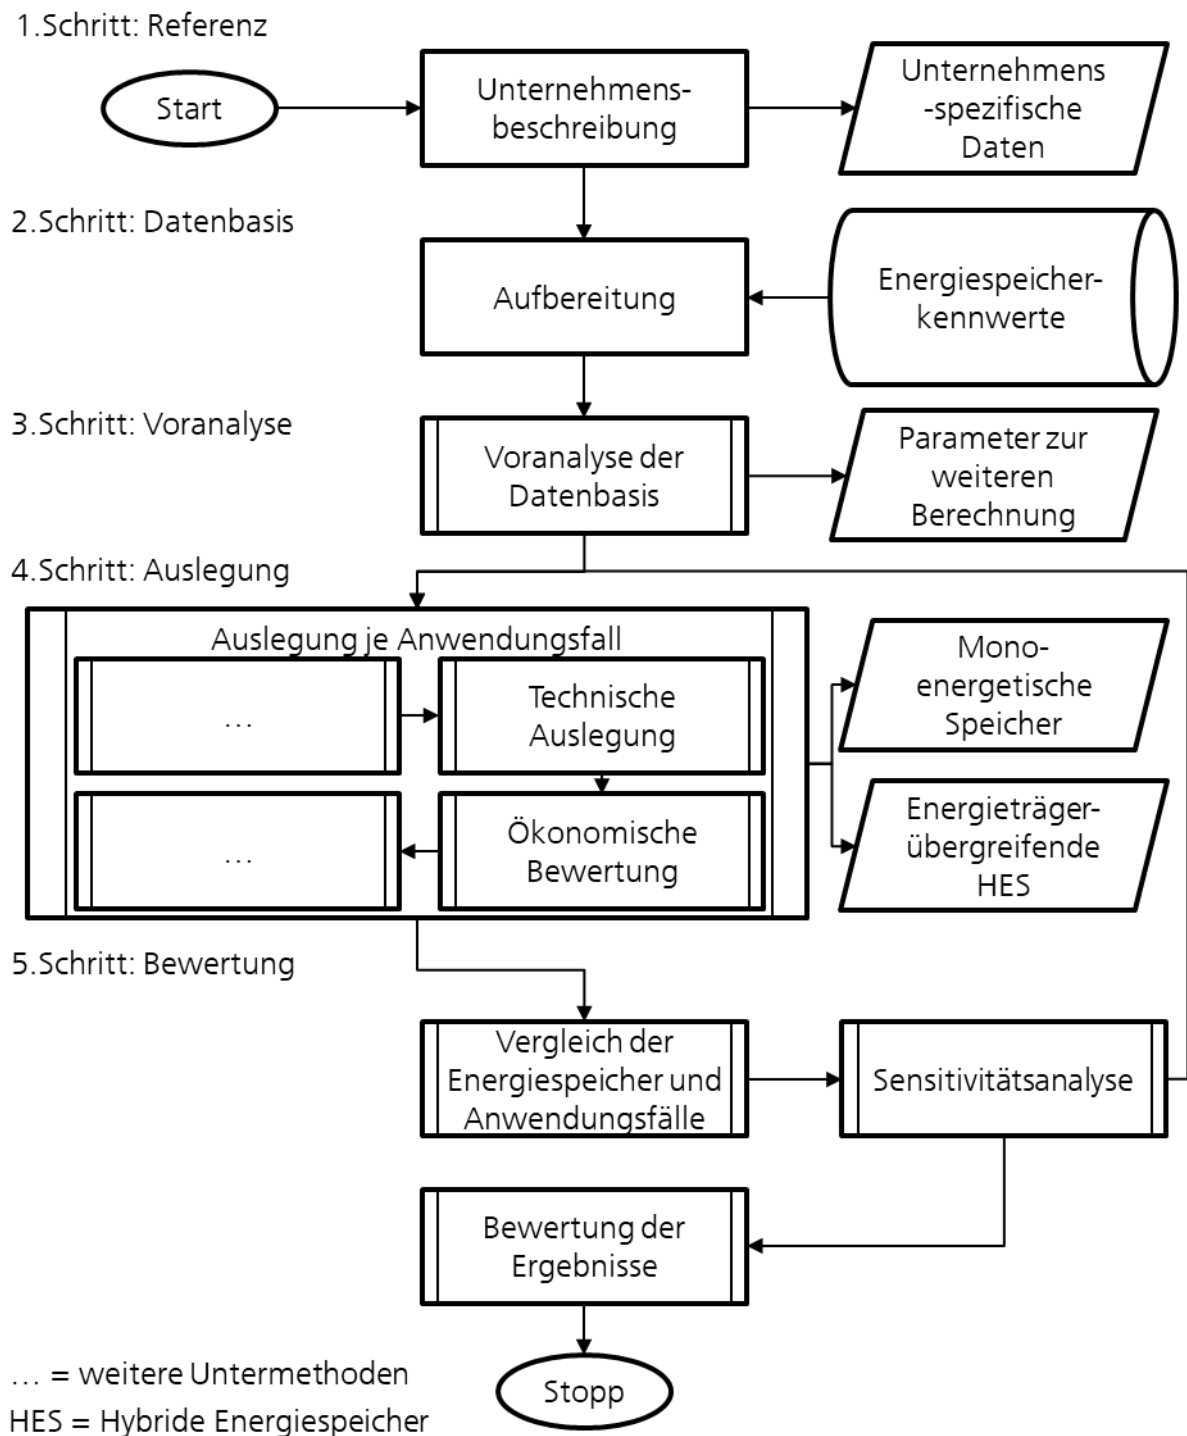 1.Schritt: Referenz
Start
Unternehmens-
beschreibung
Unternehmens
-spezifische
Daten
2.Schritt: Datenbasis
Aufbereitung
Energiespeicher-
kennwerte
3.Schritt: Voranalyse
Voranalyse der
Datenbasis
Parameter zur
weiteren
Berechnung
4.Schritt: Auslegung
Auslegung je Anwendungsfall
...
Technische
Auslegung
Mono-
energetische
Speicher
...
Ökonomische
Bewertung
Energieträger-
übergreifende
HES
5.Schritt: Bewertung
Vergleich der
Energiespeicher und
Anwendungsfälle
Sensitivitätsanalyse
Bewertung der
Ergebnisse
Stopp
... = weitere Untermethoden
HES = Hybride Energiespeicher